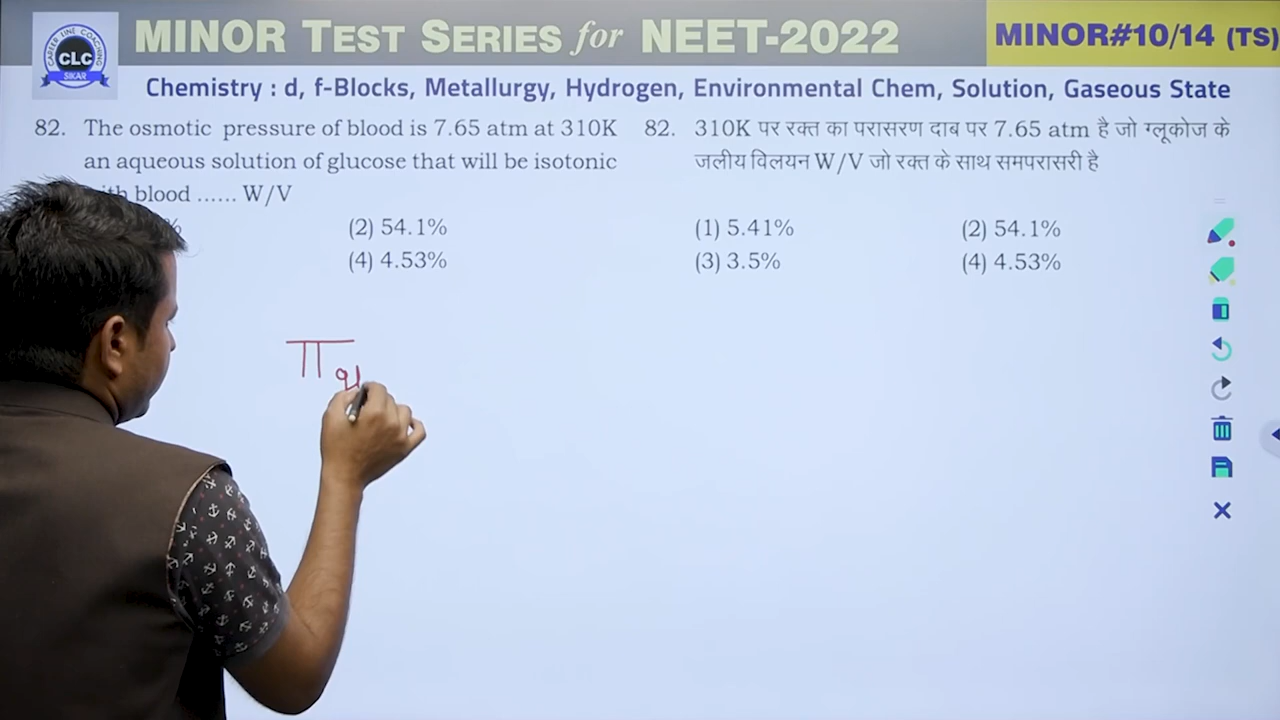 CAREER LINE COACHING
CLC
SIKAR
MINOR TEST SERIES for NEET-2022
MINOR#10/14 (TS)
Chemistry : d, f-Blocks, Metallurgy, Hydrogen, Environmental Chem, Solution, Gaseous State
82. The osmotic pressure of blood is 7.65 atm at 310K
an aqueous solution of glucose that will be isotonic
blood ...... W/V
%
(2) 54.1%
(4) 4.53%
82. 310K पर रक्त का परासरण दाब पर 7.65 atm है जो ग्लूकोज के
जलीय विलयन W/V जो रक्त के साथ समपरासरी है
(1) 5.41%
(2) 54.1%
(3) 3.5%
(4) 4.53%
π